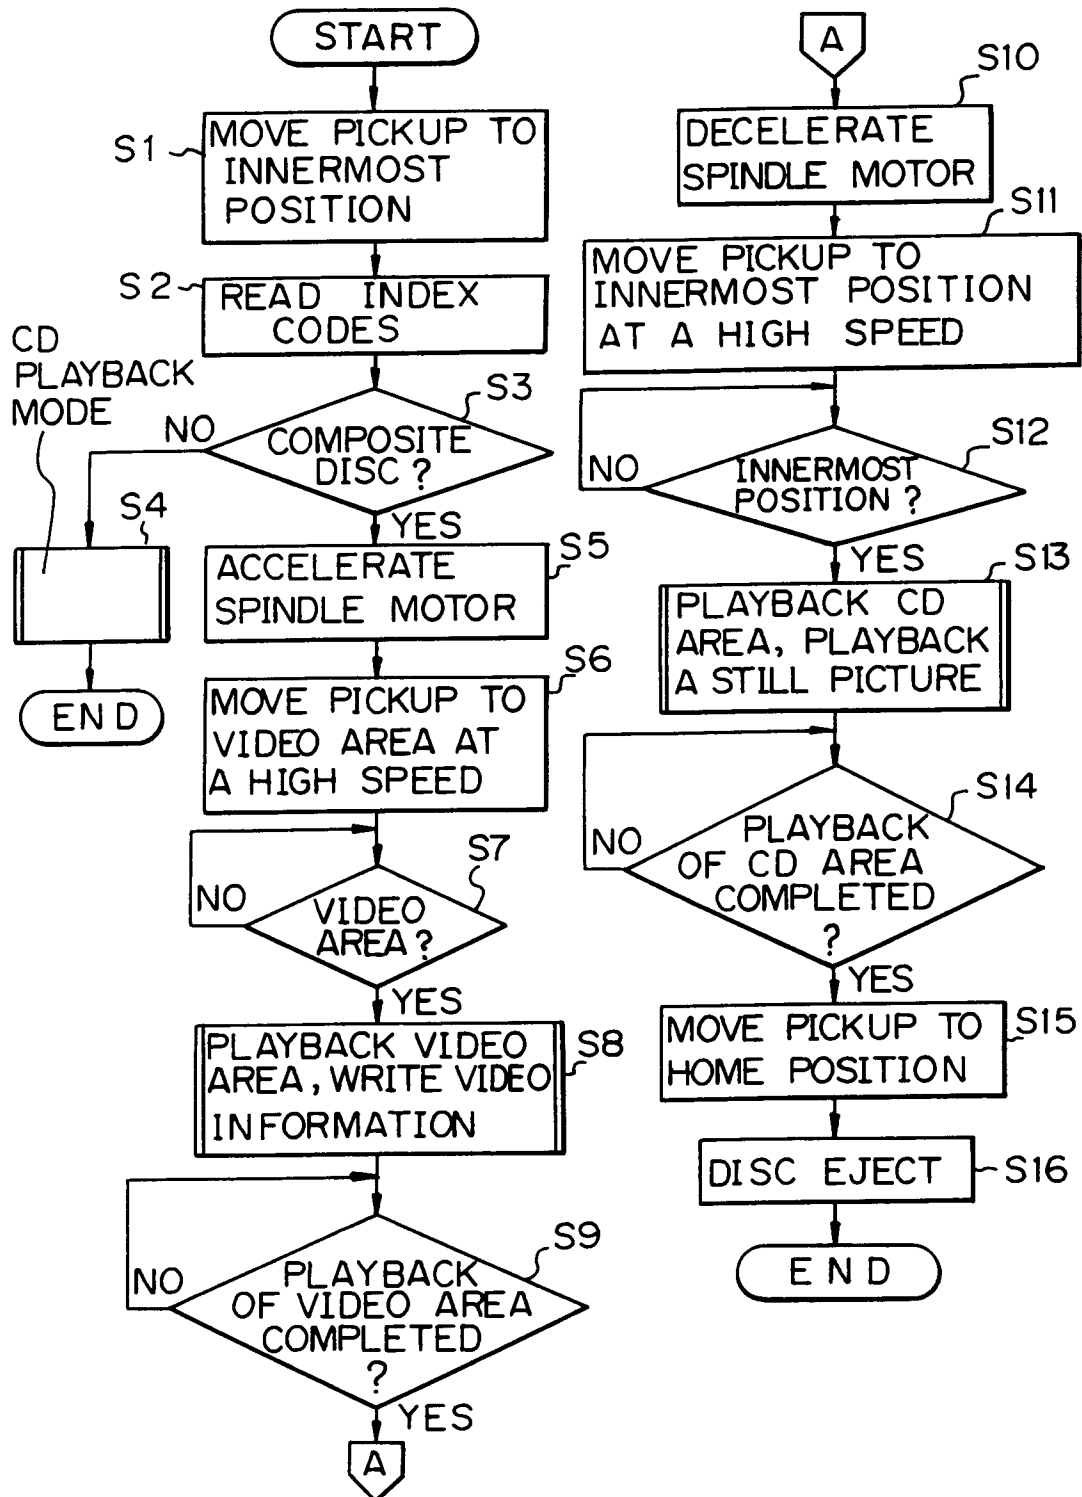 START
S1
MOVE PICKUP TO
INNERMOST
POSITION
S2
READ INDEX
CODES
CD
PLAYBACK
MODE
S3
NO
COMPOSITE
DISC?
YES
S4
END
S5
ACCELERATE
SPINDLE MOTOR
S6
MOVE PICKUP TO
VIDEO AREA AT
A HIGH SPEED
S7
NO
VIDEO
AREA?
YES
S8
PLAYBACK VIDEO
AREA, WRITE VIDEO
INFORMATION
S9
NO
PLAYBACK
OF VIDEO AREA
COMPLETED
?
YES
A
A
S10
DECELERATE
SPINDLE MOTOR
S11
MOVE PICKUP TO
INNERMOST POSITION
AT A HIGH SPEED
S12
NO
INNERMOST
POSITION?
YES
S13
PLAYBACK CD
AREA, PLAYBACK
A STILL PICTURE
S14
NO
PLAYBACK
OF CD AREA
COMPLETED
?
YES
MOVE PICKUP TO
HOME POSITION
S15
DISC EJECT
S16
END